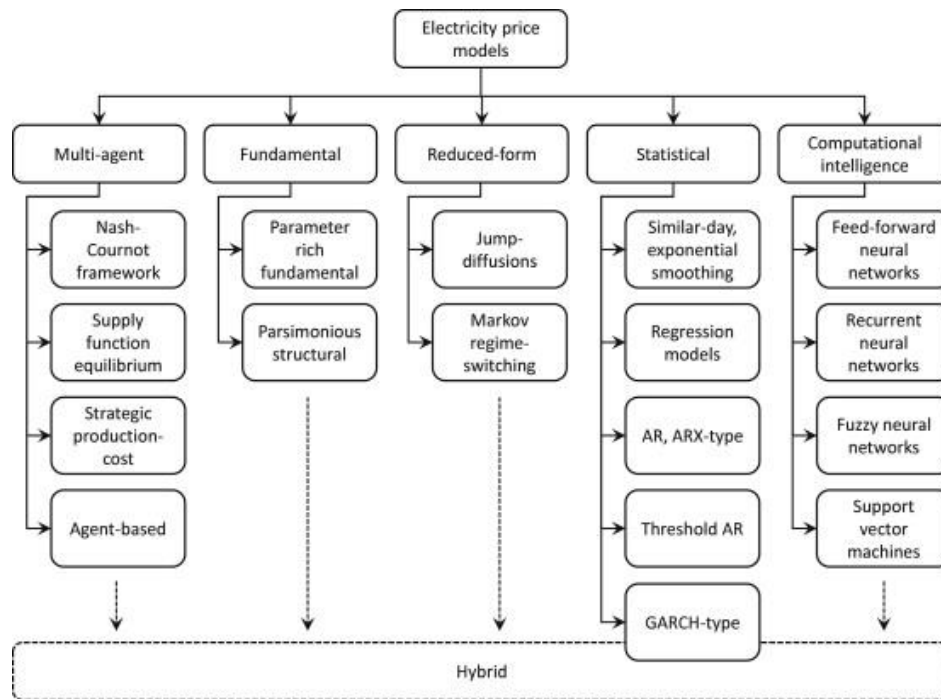 Electricity price
models
Multi-agent
Fundamental
Reduced-form
Statistical
Computational
intelligence
Nash-
Cournot
framework
Supply
function
equilibrium
Strategic
production-
cost
Agent-based
Parameter
rich
fundamental
Parsimonious
structural
Jump-
diffusions
Markov
regime-
switching
Similar-day,
exponential
smoothing
Regression
models
AR, ARX-type
Threshold AR
GARCH-type
Feed-forward
neural
networks
Recurrent
neural
networks
Fuzzy neural
networks
Support
vector
machines
Hybrid